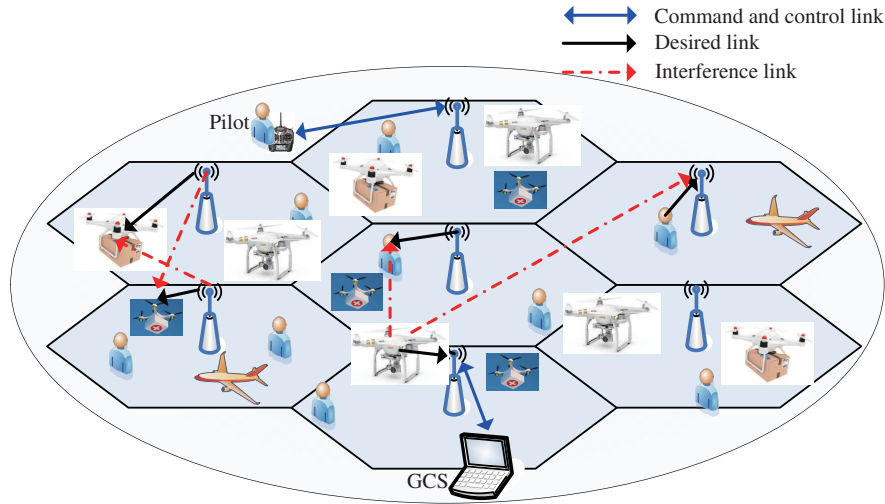 Command and control link
Desired link
Interference link
Pilot
GCS